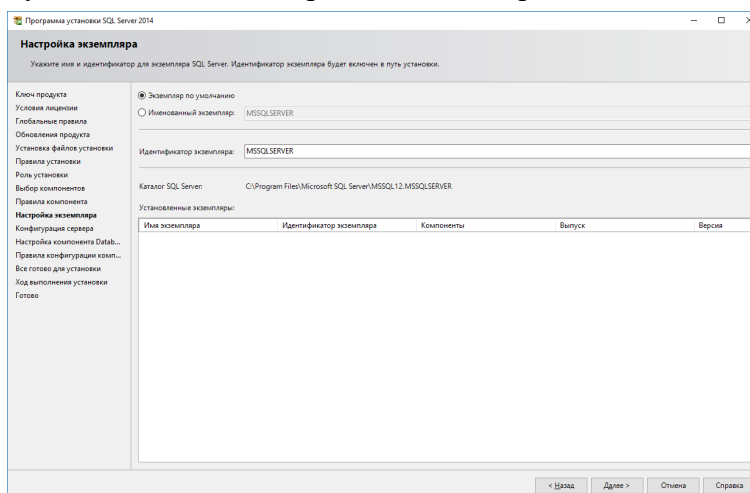 Программа установки SQL Server 2014
Настройка экземпляра
Укажите имя и идентификатор для экземпляра SQL Server. Идентификатор экземпляра будет включен в путь установки.
Ключ продукта
Условия лицензии
Глобальные правила
Обновления продукта
Установка файлов установки
Правила установки
Роль установки
Выбор компонентов
Правила компонента
Настройка экземпляра
Конфигурация сервера
Настройка компонента Datab...
Правила конфигурации комп...
Все готово для установки
Ход выполнения установки
Готово
Экземпляр по умолчанию
Именованный экземпляр: MSSQLSERVER
Идентификатор экземпляра: MSSQLSERVER
Каталог SQL Server: C:\Program Files\Microsoft SQL Server\MSSQL12.MSSQLSERVER
Установленные экземпляры:
Имя экземпляра Идентификатор экземпляра Компоненты Выпуск Версия
< Назад Далее > Отмена Справка